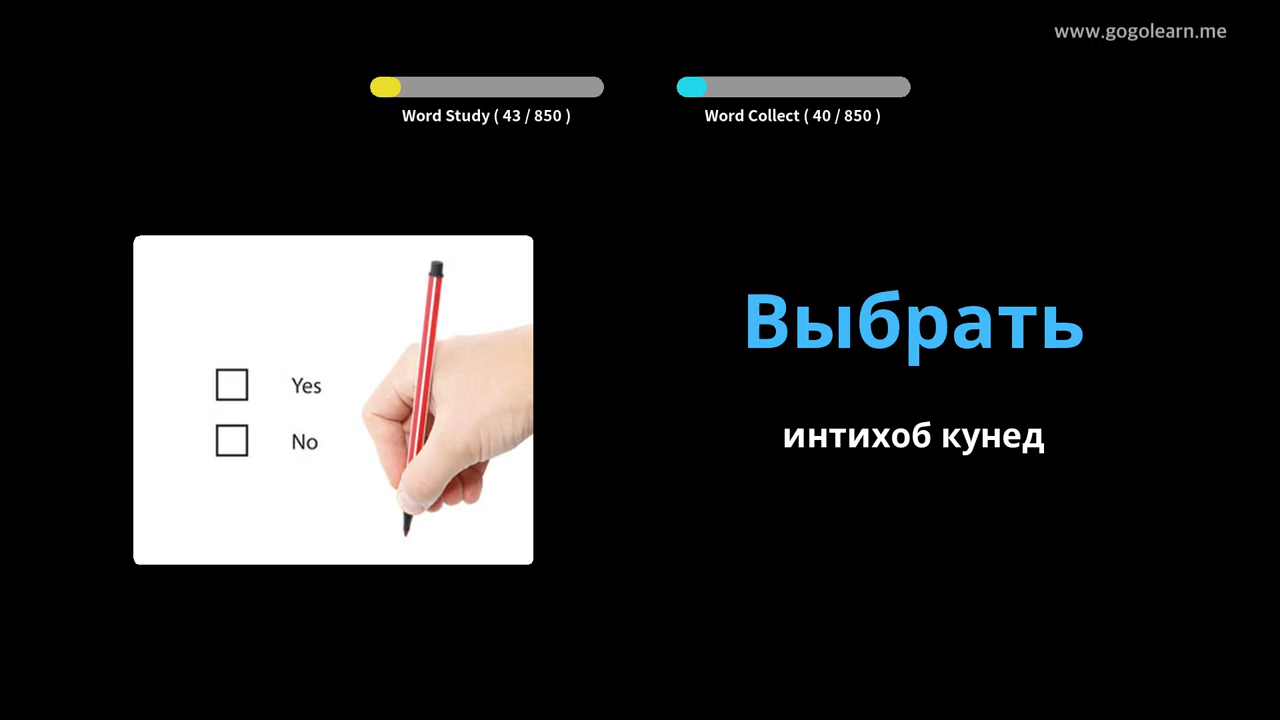 www.gogolearn.me
Word Study ( 43 / 850 )
Word Collect ( 40 / 850 )
Yes
No
Выбрать
интихоб кунед